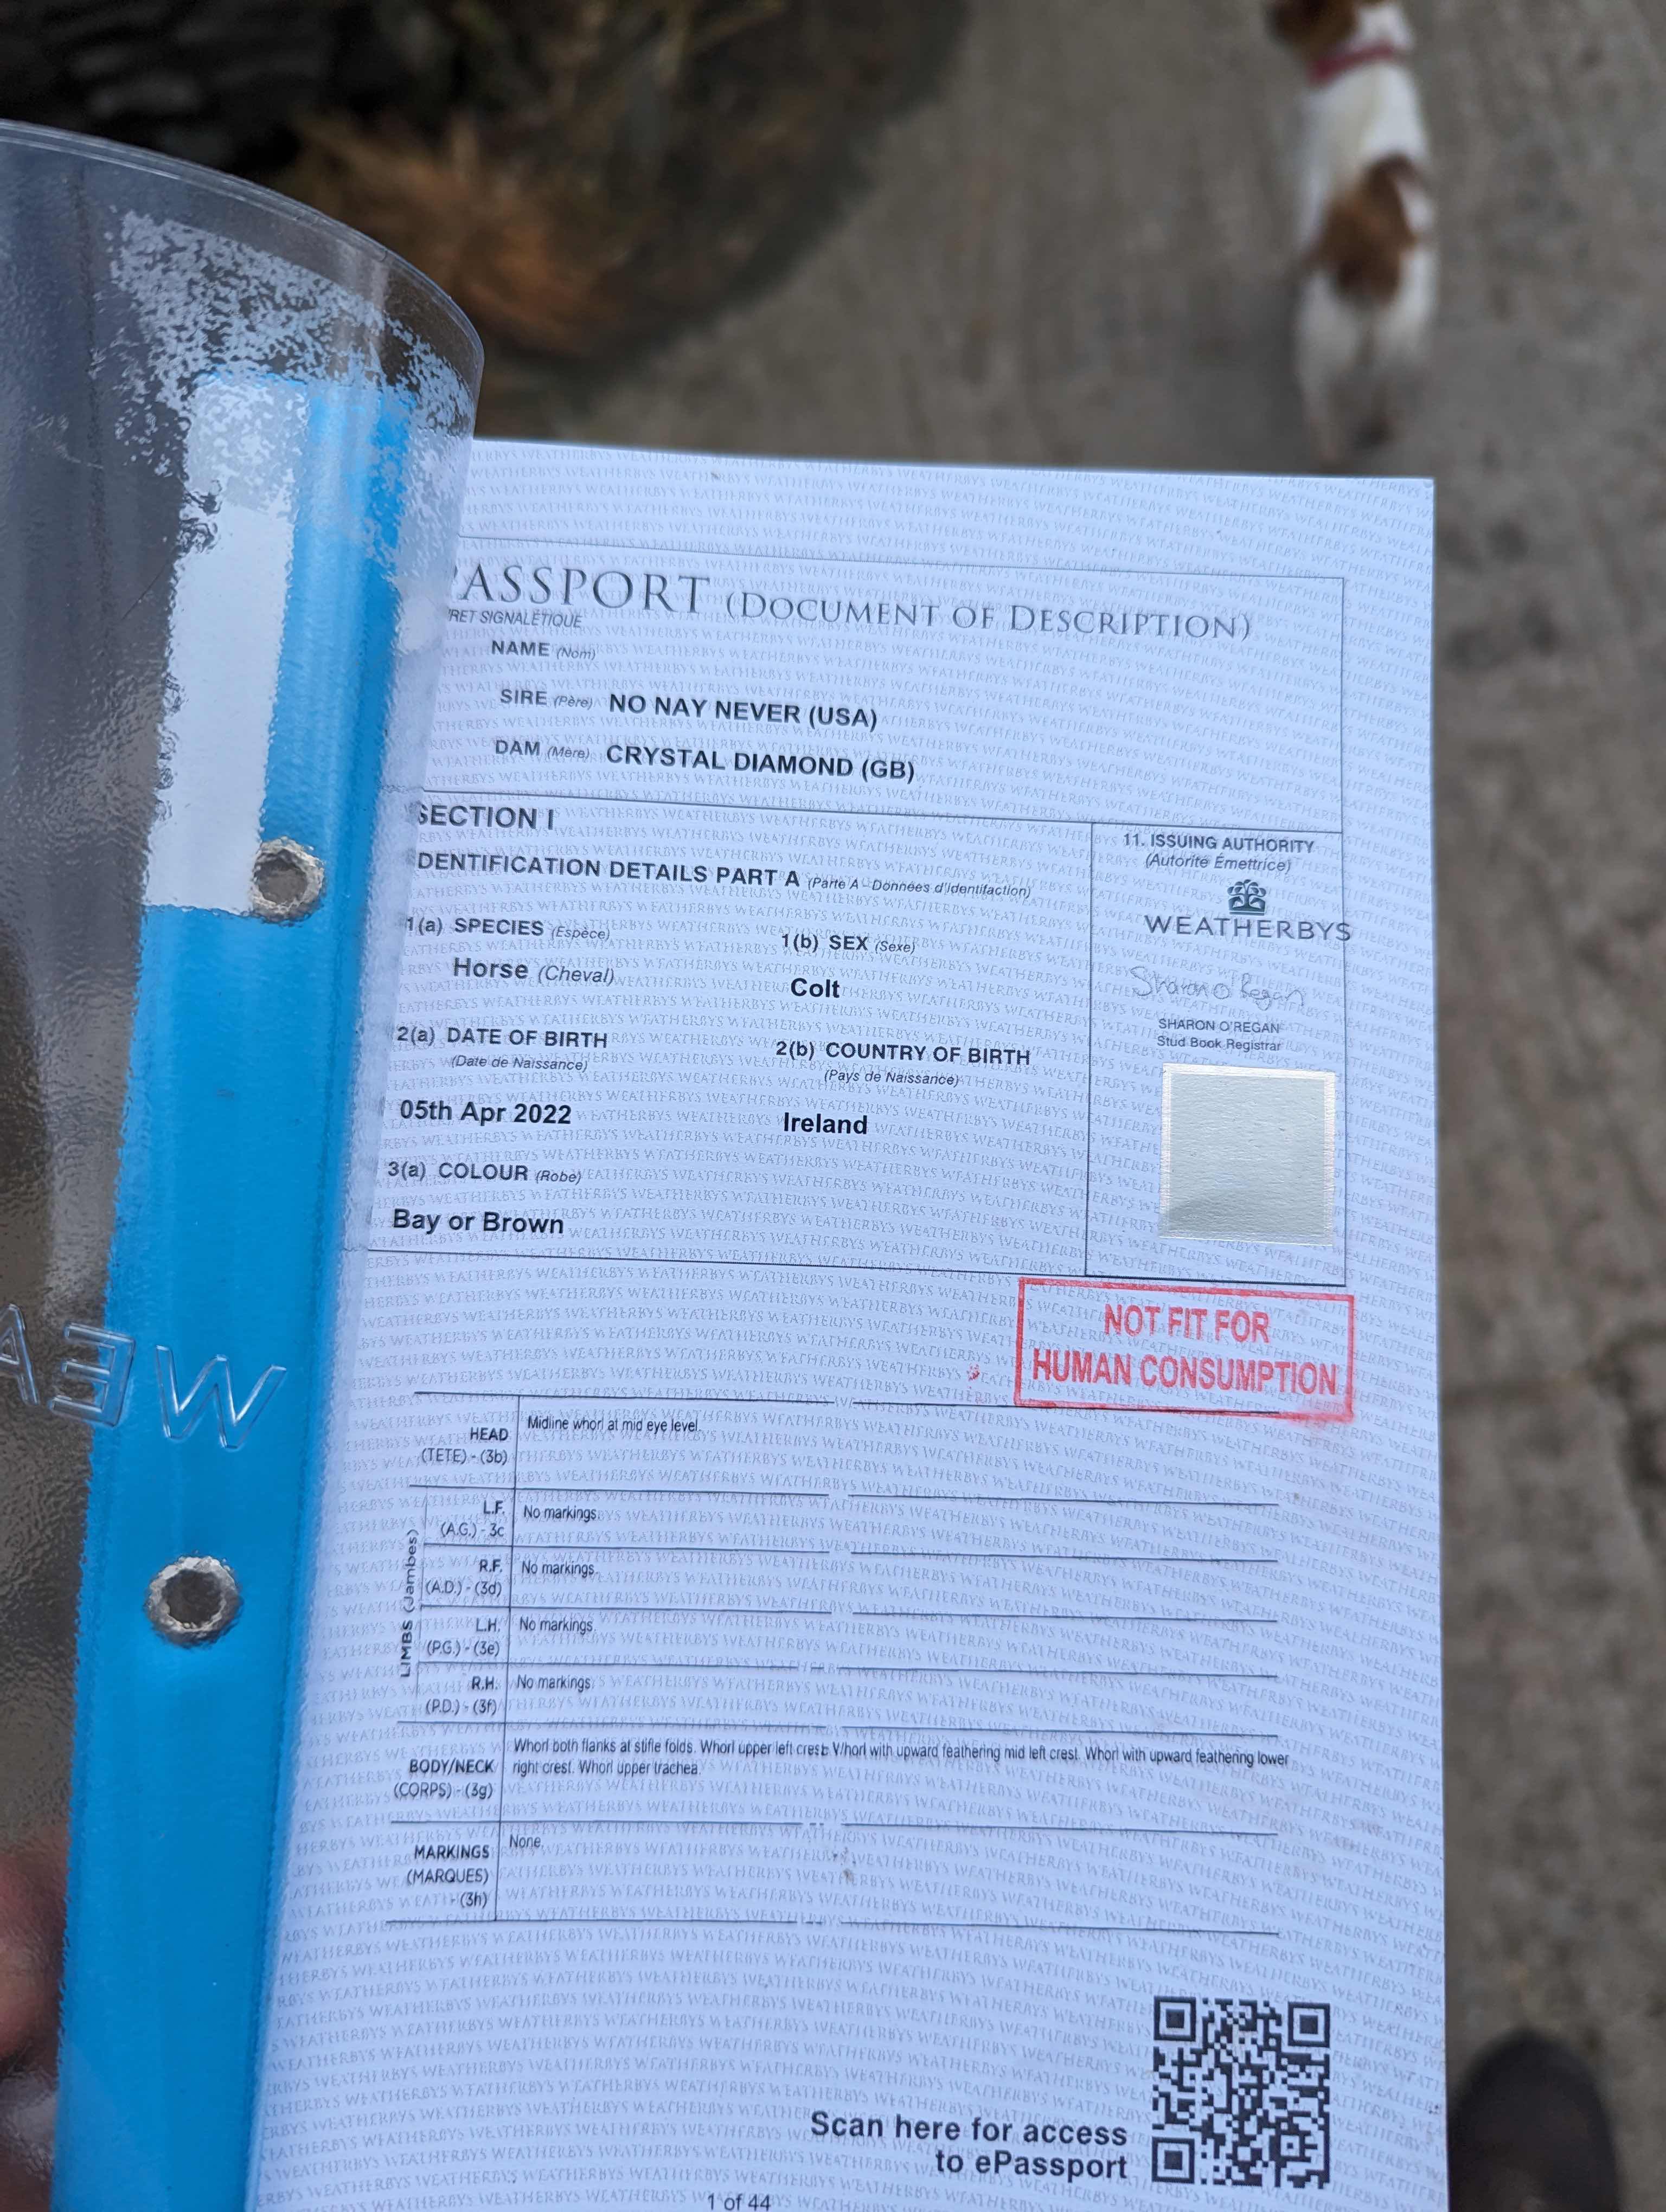 PASSPORT (DOCUMENT OF DESCRIPTION)
RET SIGNALÉTIQUE
NAME (Nom)
SIRE (Père) NO NAY NEVER (USA)
DAM (Mère) CRYSTAL DIAMOND (GB)
SECTION I
IDENTIFICATION DETAILS PART A (Parte A - Données d'Identifaction)
1(a) SPECIES (Espèce)
Horse (Cheval)
1(b) SEX (Sexe)
Colt
2(a) DATE OF BIRTH
(Date de Naissance)
05th Apr 2022
2(b) COUNTRY OF BIRTH
(Pays de Naissance)
Ireland
3(a) COLOUR (Robe)
Bay or Brown
11. ISSUING AUTHORITY
(Autorité Émettrice)
WEATHERBYS
Sharon O'Regan
SHARON O'REGAN
Stud Book Registrar
NOT FIT FOR
HUMAN CONSUMPTION
HEAD
(TETE) - (3b)
Midline whorl at mid eye level.
LIMBS (Jambes)
L.F.
(A.G.) - 3c
No markings.
R.F.
(A.D.) - (3d)
No markings.
L.H.
(P.G.) - (3e)
No markings.
R.H.
(P.D.) - (3f)
No markings.
BODY/NECK
(CORPS) - (3g)
Whorl both flanks at stifle folds. Whorl upper left crest. Whorl with upward feathering mid left crest. Whorl with upward feathering lower
right crest. Whorl upper trachea.
MARKINGS
(MARQUES)
(3h)
None.
Scan here for access
to ePassport
1 of 44
WEA